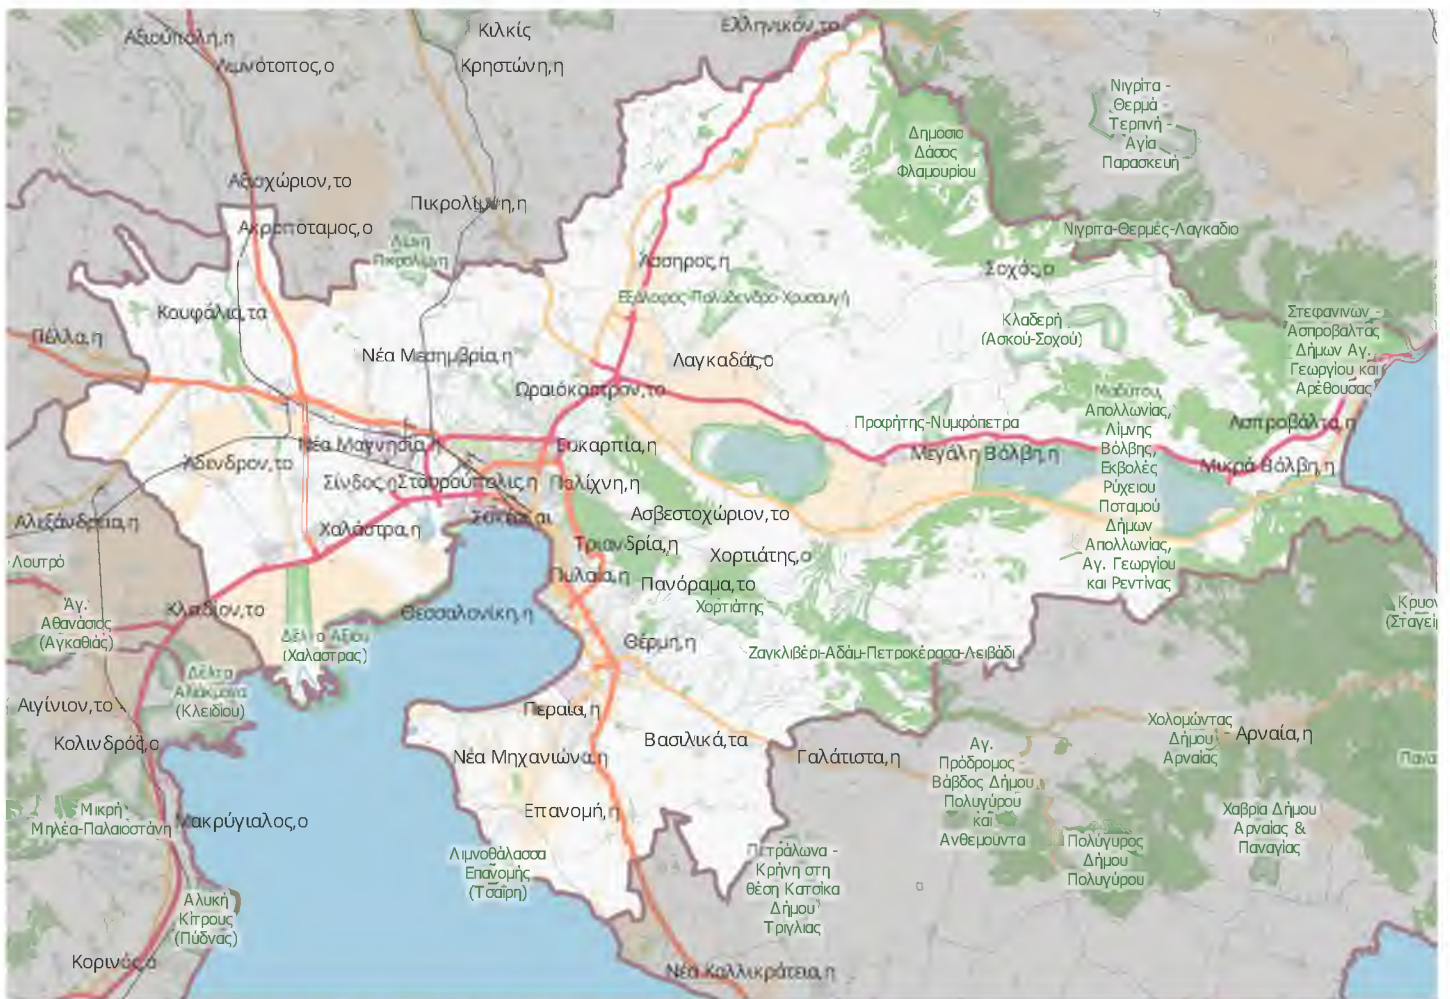 Ελληνικόν,το
Κιλκίς
Αξιούπολη,η
Λιμνότοπος,ο
Κρηστώνη,η
Νιγρίτα -
Θερμά -
Τερπνή -
Αγία
Παρασκευή
Δημόσιο
Δάσος
Φλαμουρίου
Αξιοχώριον,το
Πικρολίμνη,η
Ακροπόταμος,ο
Νιγρίτα-Θερμές-Λαγκαδιο
Λίμνη
Πικρολίμνη
Άσσηρος,η
Σοχός,ο
Εξάλοφος-Πολύδενδρο-Χρυσαυγή
Κουφάλια,τα
Κλαδερή
(Ασκού-Σοχού)
Στεφανινών -
Ασπροβάλτας
Δήμων Αγ.
Γεωργίου και
Αρέθουσας
Πέλλα,η
Νέα Μεσημβρία,η
Λαγκαδάς,ο
Ωραιόκαστρον,το
Μαδύτου,
Απολλωνίας,
Λίμνης
Βόλβης,
Εκβολές
Ρύχειου
Ποταμού
Δήμων
Απολλωνίας,
Αγ. Γεωργίου
και Ρεντίνας
Προφήτης-Νυμφόπετρα
Ασπροβάλτα,η
Νέα Μαγνησία,η
Ευκαρπία,η
Μεγάλη Βόλβη,η
Μικρά Βόλβη,η
Άδενδρον,το
Σίνδος,η
Σταυρούπολις,η
Πολίχνη,η
Αλεξάνδρεια,η
Χαλάστρα,η
Συκέαι,αι
Ασβεστοχώριον,το
Τριανδρία,η
Χορτιάτης,ο
Λουτρό
Πυλαία,η
Πανόραμα,το
Χορτιάτης
Αγ.
Αθανάσιος
(Αγκαθιάς)
Κλειδίον,το
Θεσσαλονίκη,η
Δέλτα Αξιού
(Χαλάστρας)
Θέρμη,η
Ζαγκλιβέρι-Αδάμ-Πετροκέρασα-Λειβάδι
Δέλτα
Αλιάκμονα
(Κλειδίου)
Αιγίνιον,το
Κολινδρός,ο
Περαία,η
Βασιλικά,τα
Νέα Μηχανιώνα,η
Γαλάτιστα,η
Χολομώντας
Δήμου
Αρναίας
Αρναία,η
Αγ.
Πρόδρομος
Βάβδος Δήμου
Πολυγύρου
και
Ανθεμούντα
Μικρή
Μηλέα-Παλαιοστάνη
Μακρύγιαλος,ο
Επανομή,η
Χαβρία Δήμου
Αρναίας &
Παναγίας
Πολύγυρος
Δήμου
Πολυγύρου
Λιμνοθάλασσα
Επανομής
(Τσαΐρη)
Πετράλωνα -
Κρήνη στη
θέση Κατσίκα
Δήμου
Τρίγλιας
Αλυκή
Κίτρους
(Πύδνας)
Κορινός,ο
Νέα Καλλικράτεια,η